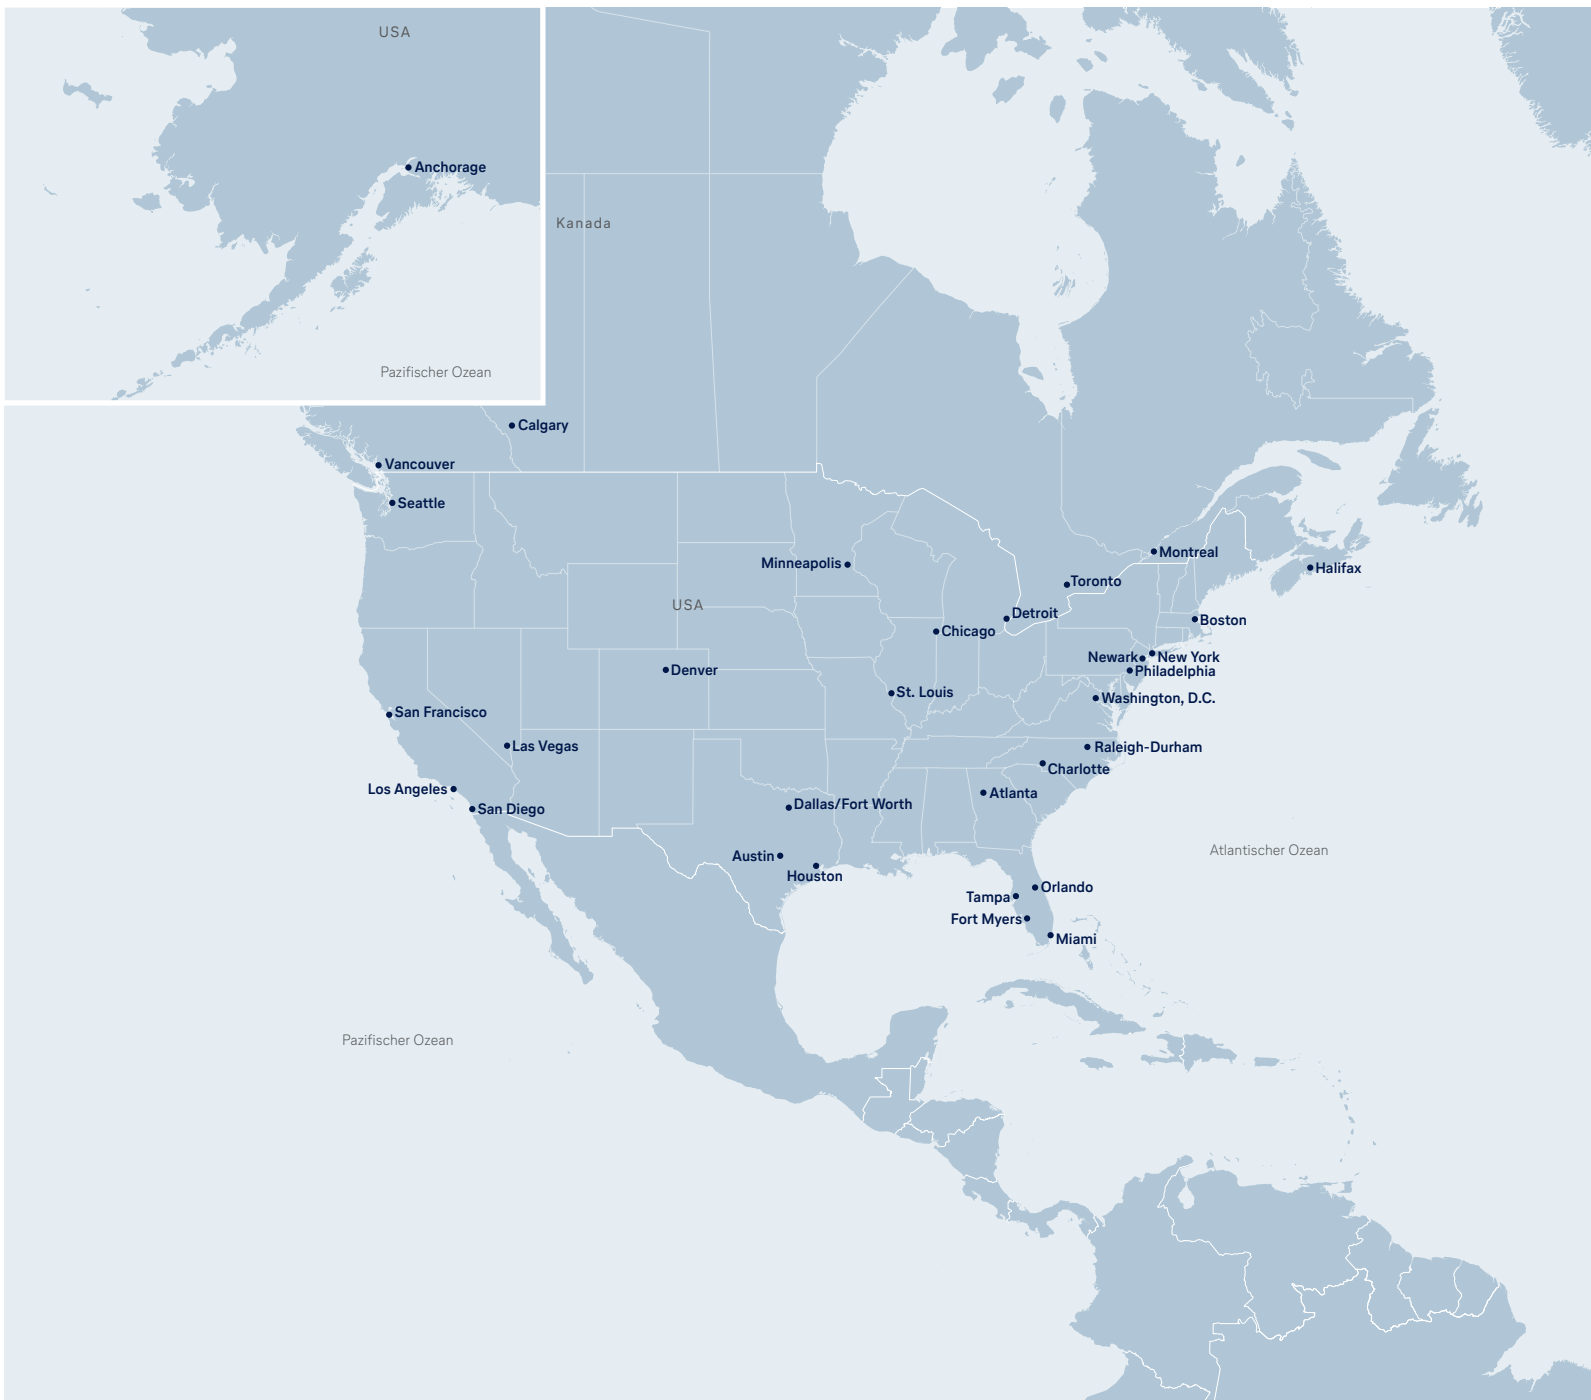 USA
Anchorage
Kanada
Pazifischer Ozean
Calgary
Vancouver
Seattle
Montreal
Minneapolis
Halifax
Toronto
USA
Detroit
Boston
Chicago
Newark
New York
Denver
Philadelphia
St. Louis
Washington, D.C.
San Francisco
Las Vegas
Raleigh-Durham
Charlotte
Los Angeles
Atlanta
San Diego
Dallas/Fort Worth
Atlantischer Ozean
Austin
Houston
Orlando
Tampa
Fort Myers
Miami
Pazifischer Ozean